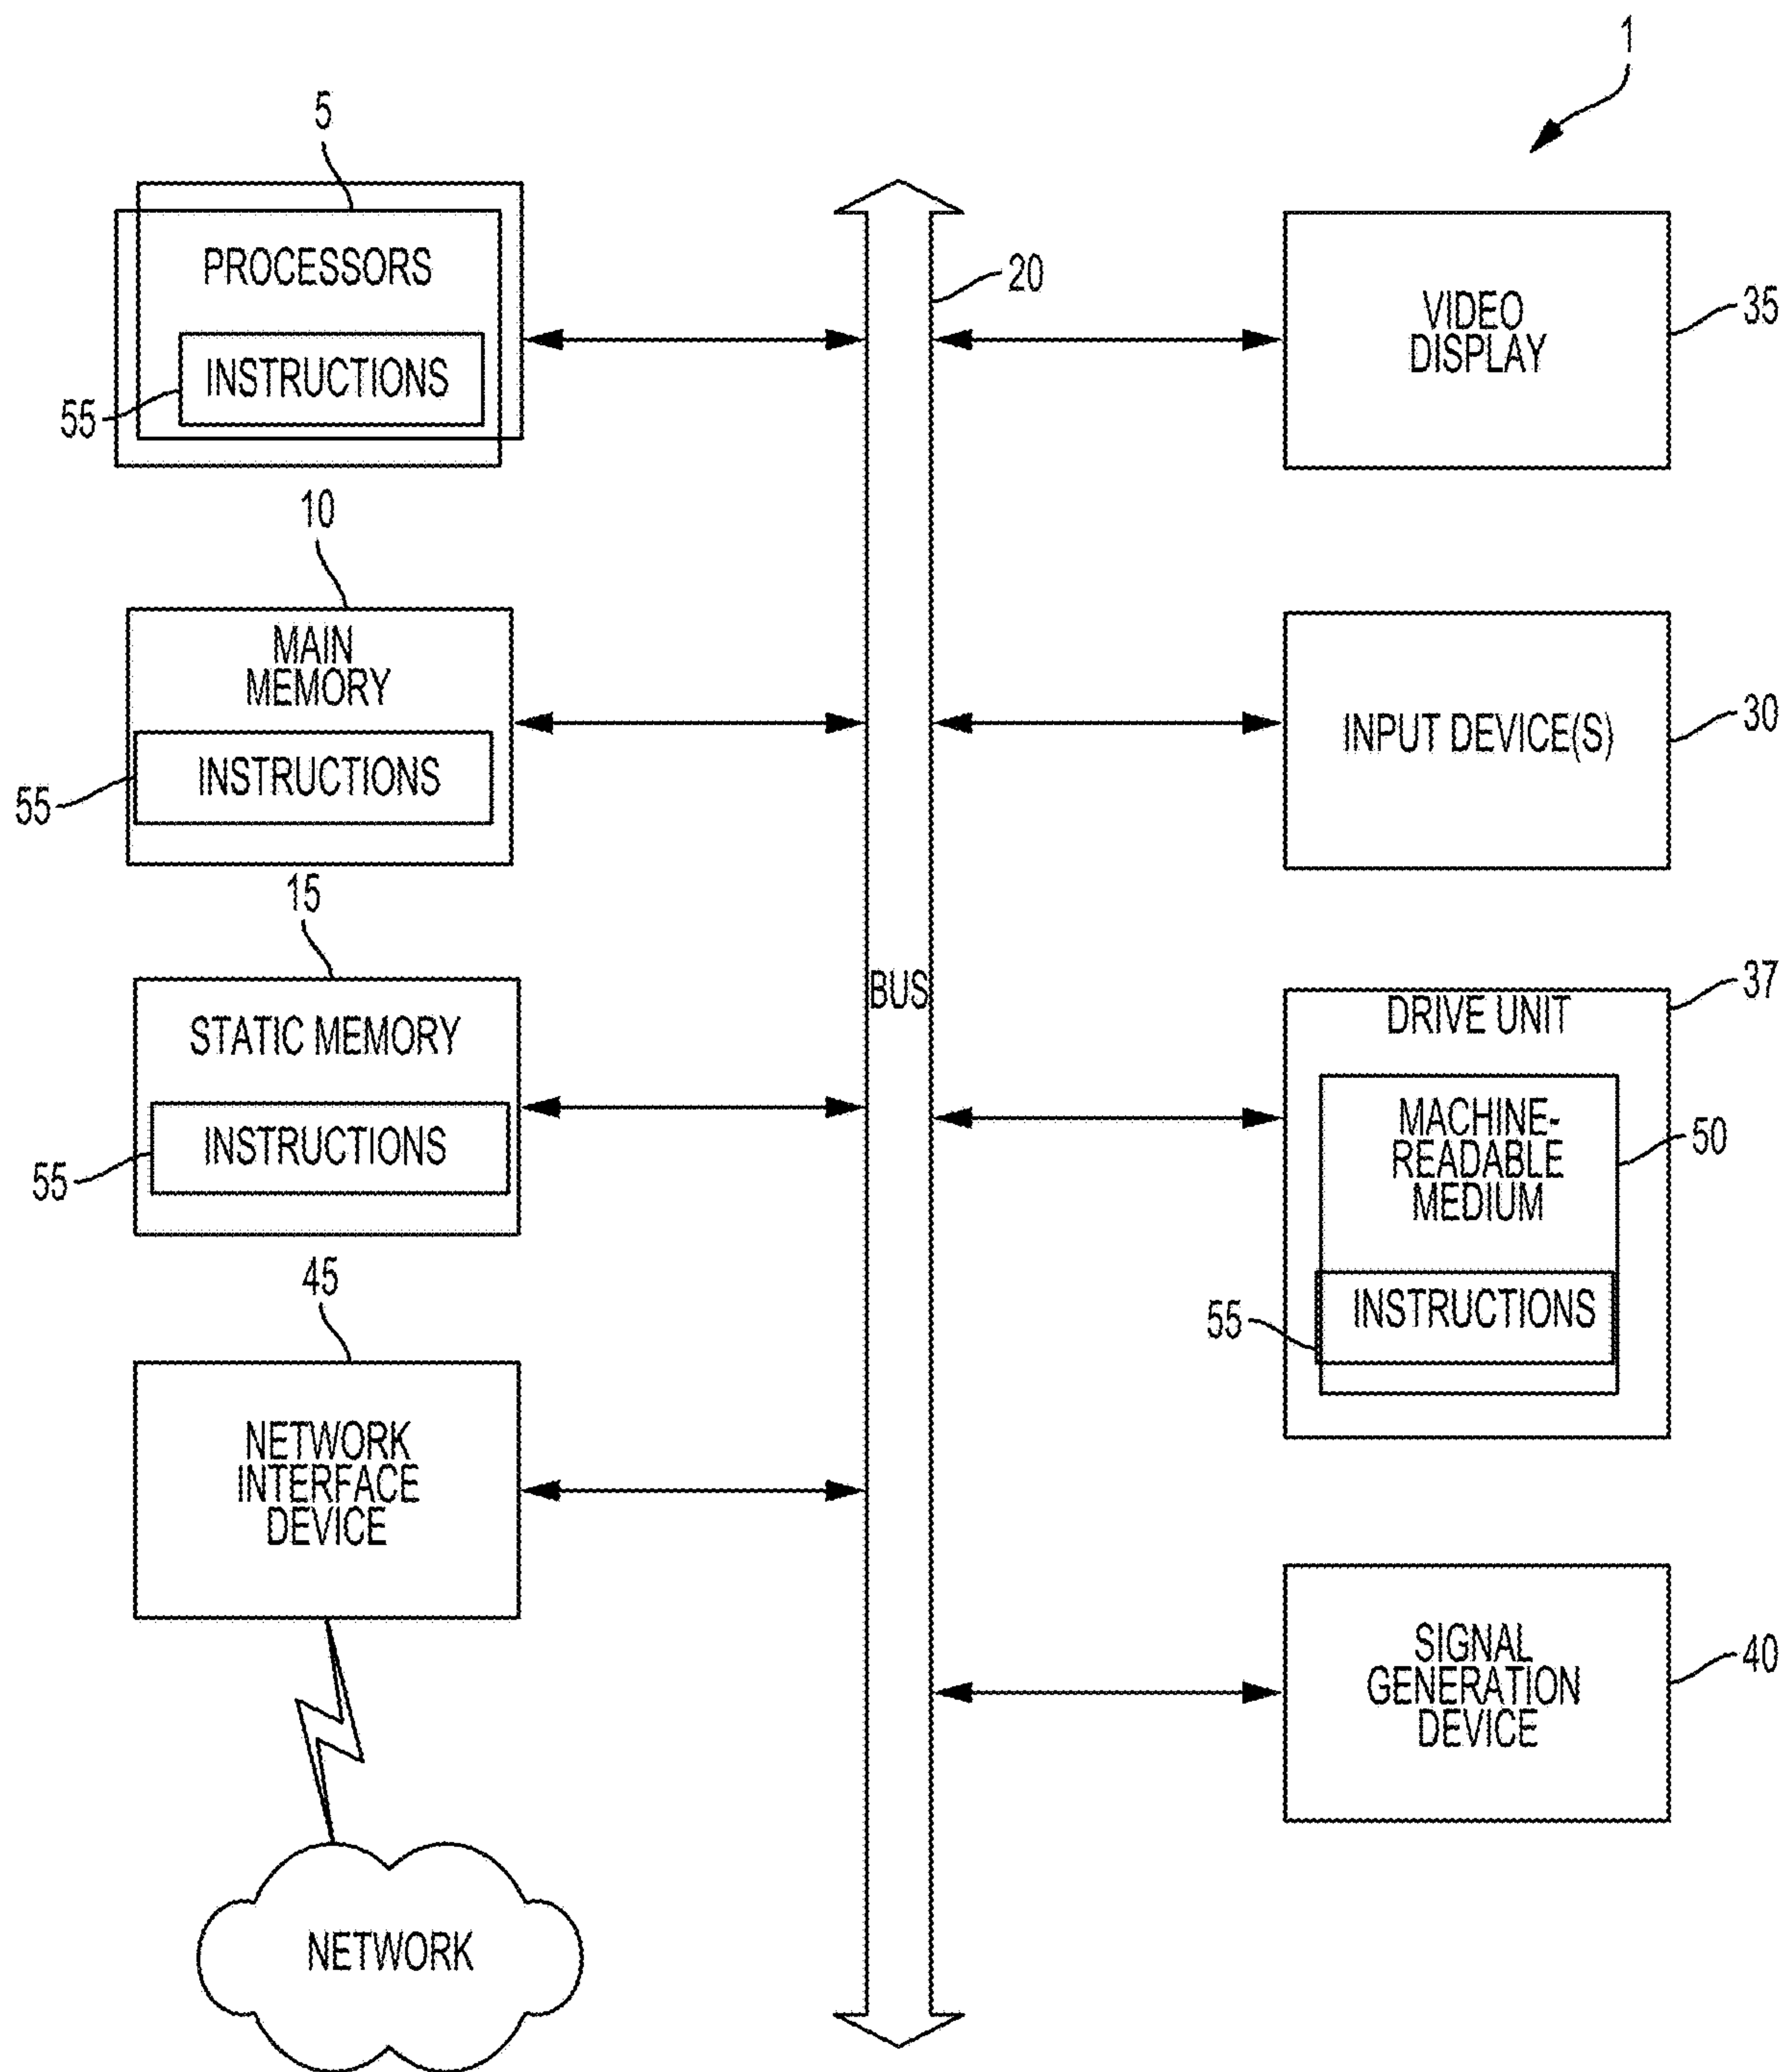 1
5
PROCESSORS
INSTRUCTIONS
55
10
MAIN
MEMORY
INSTRUCTIONS
55
15
STATIC MEMORY
INSTRUCTIONS
55
45
NETWORK
INTERFACE
DEVICE
NETWORK
20
BUS
VIDEO
DISPLAY
35
INPUT DEVICE(S)
30
37
DRIVE UNIT
MACHINE-
READABLE
MEDIUM
50
INSTRUCTIONS
55
SIGNAL
GENERATION
DEVICE
40